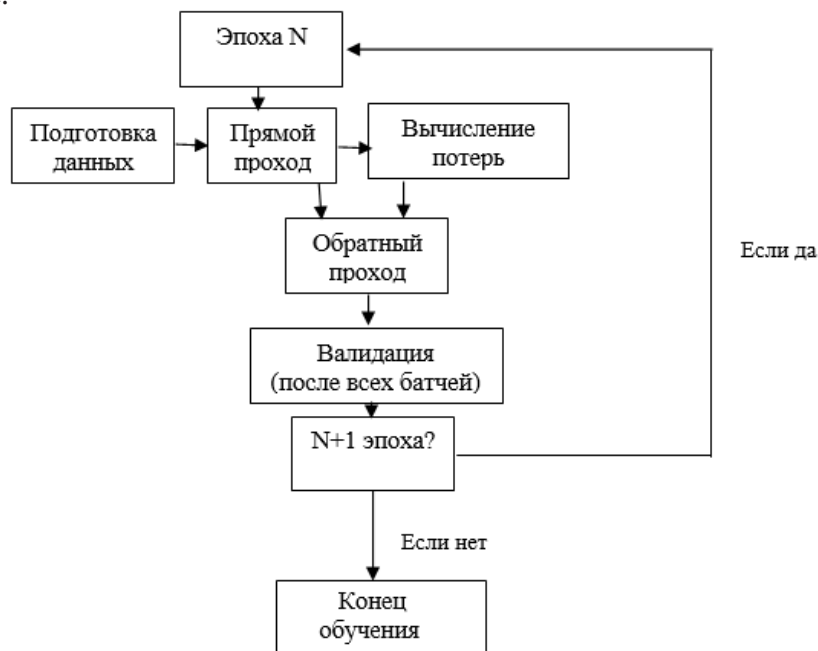 Эпоха N
Подготовка
данных
Прямой
проход
Вычисление
потерь
Обратный
проход
Если да
Валидация
(после всех батчей)
N+1 эпоха?
Если нет
Конец
обучения